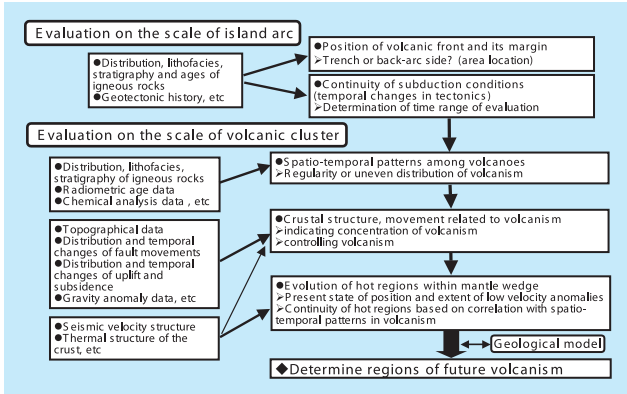 Evaluation on the scale of island arc
●Distribution, lithofacies,
stratigraphy and ages of
igneous rocks
●Geotectonic history, etc
●Position of volcanic front and its margin
➢Trench or back-arc side? (area location)
●Continuity of subduction conditions
(temporal changes in tectonics)
➢Determination of time range of evaluation
Evaluation on the scale of volcanic cluster
●Distribution, lithofacies,
stratigraphy of igneous rocks
●Radiometric age data
●Chemical analysis data , etc
●Spatio-temporal patterns among volcanoes
➢Regularity or uneven distribution of volcanism
●Topographical data
●Distribution and temporal
changes of fault movements
●Distribution and temporal
changes of uplift and
subsidence
●Gravity anomaly data, etc
●Crustal structure, movement related to volcanism
➢indicating concentration of volcanism
➢controlling volcanism
●Seismic velocity structure
●Thermal structure of the
crust, etc
●Evolution of hot regions within mantle wedge
➢Present state of position and extent of low velocity anomalies
➢Continuity of hot regions based on correlation with spatio-
temporal patterns in volcanism
Geological model
◆Determine regions of future volcanism